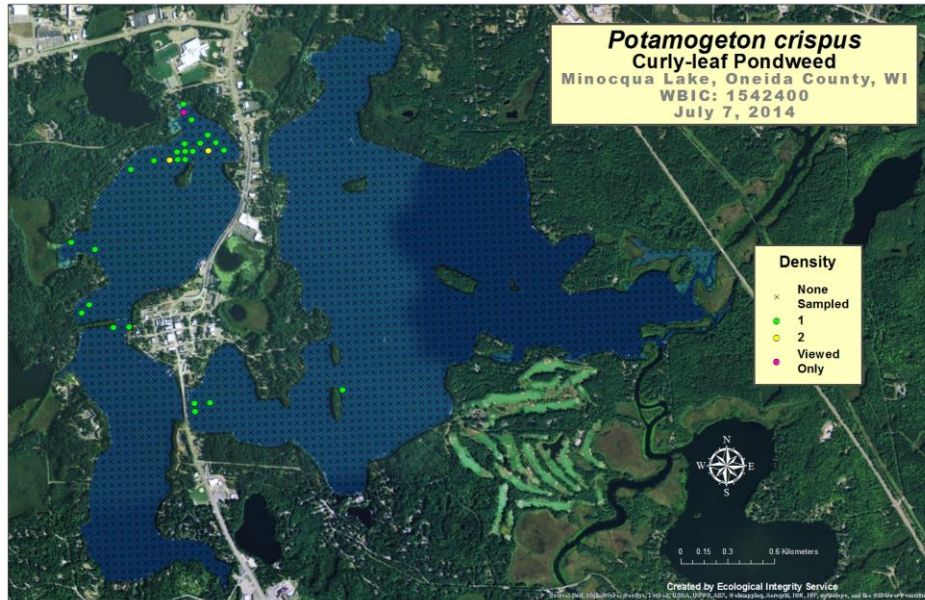 Potamogeton crispus
Curly-leaf Pondweed
Minocqua Lake, Oneida County, WI
WBIC: 1542400
July 7, 2014
Density
None
Sampled
1
2
Viewed
Only
N
W E
S
0 0.15 0.3 0.6 Kilometers
Created by Ecological Integrity Service